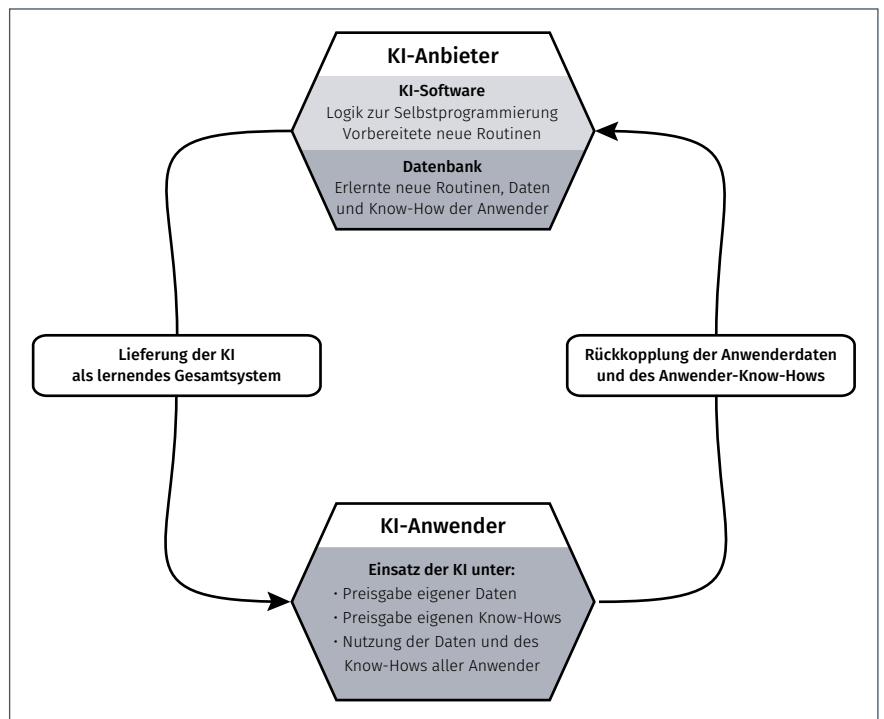 KI-Anbieter
KI-Software
Logik zur Selbstprogrammierung
Vorbereitete neue Routinen
Datenbank
Erlernte neue Routinen, Daten
und Know-How der Anwender
Lieferung der KI
als lernendes Gesamtsystem
Rückkopplung der Anwenderdaten
und des Anwender-Know-Hows
KI-Anwender
Einsatz der KI unter:
· Preisgabe eigener Daten
· Preisgabe eigenen Know-Hows
· Nutzung der Daten und des
Know-Hows aller Anwender